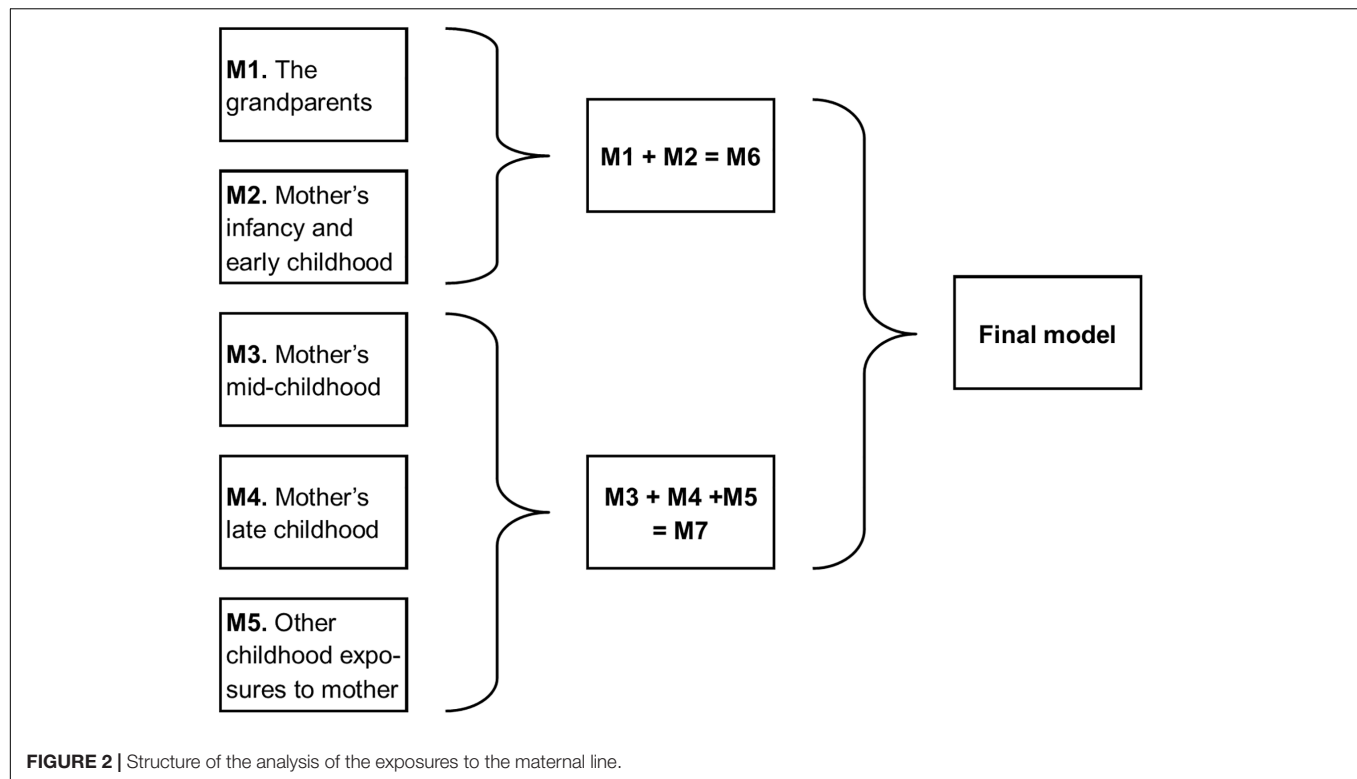 M1. The
grandparents
M2. Mother's
infancy and
early childhood
M3. Mother's
mid-childhood
M4. Mother's
late childhood
M5. Other
childhood expo-
sures to mother
M1 + M2 = M6
M3 + M4 +M5
= M7
Final model
FIGURE 2 | Structure of the analysis of the exposures to the maternal line.